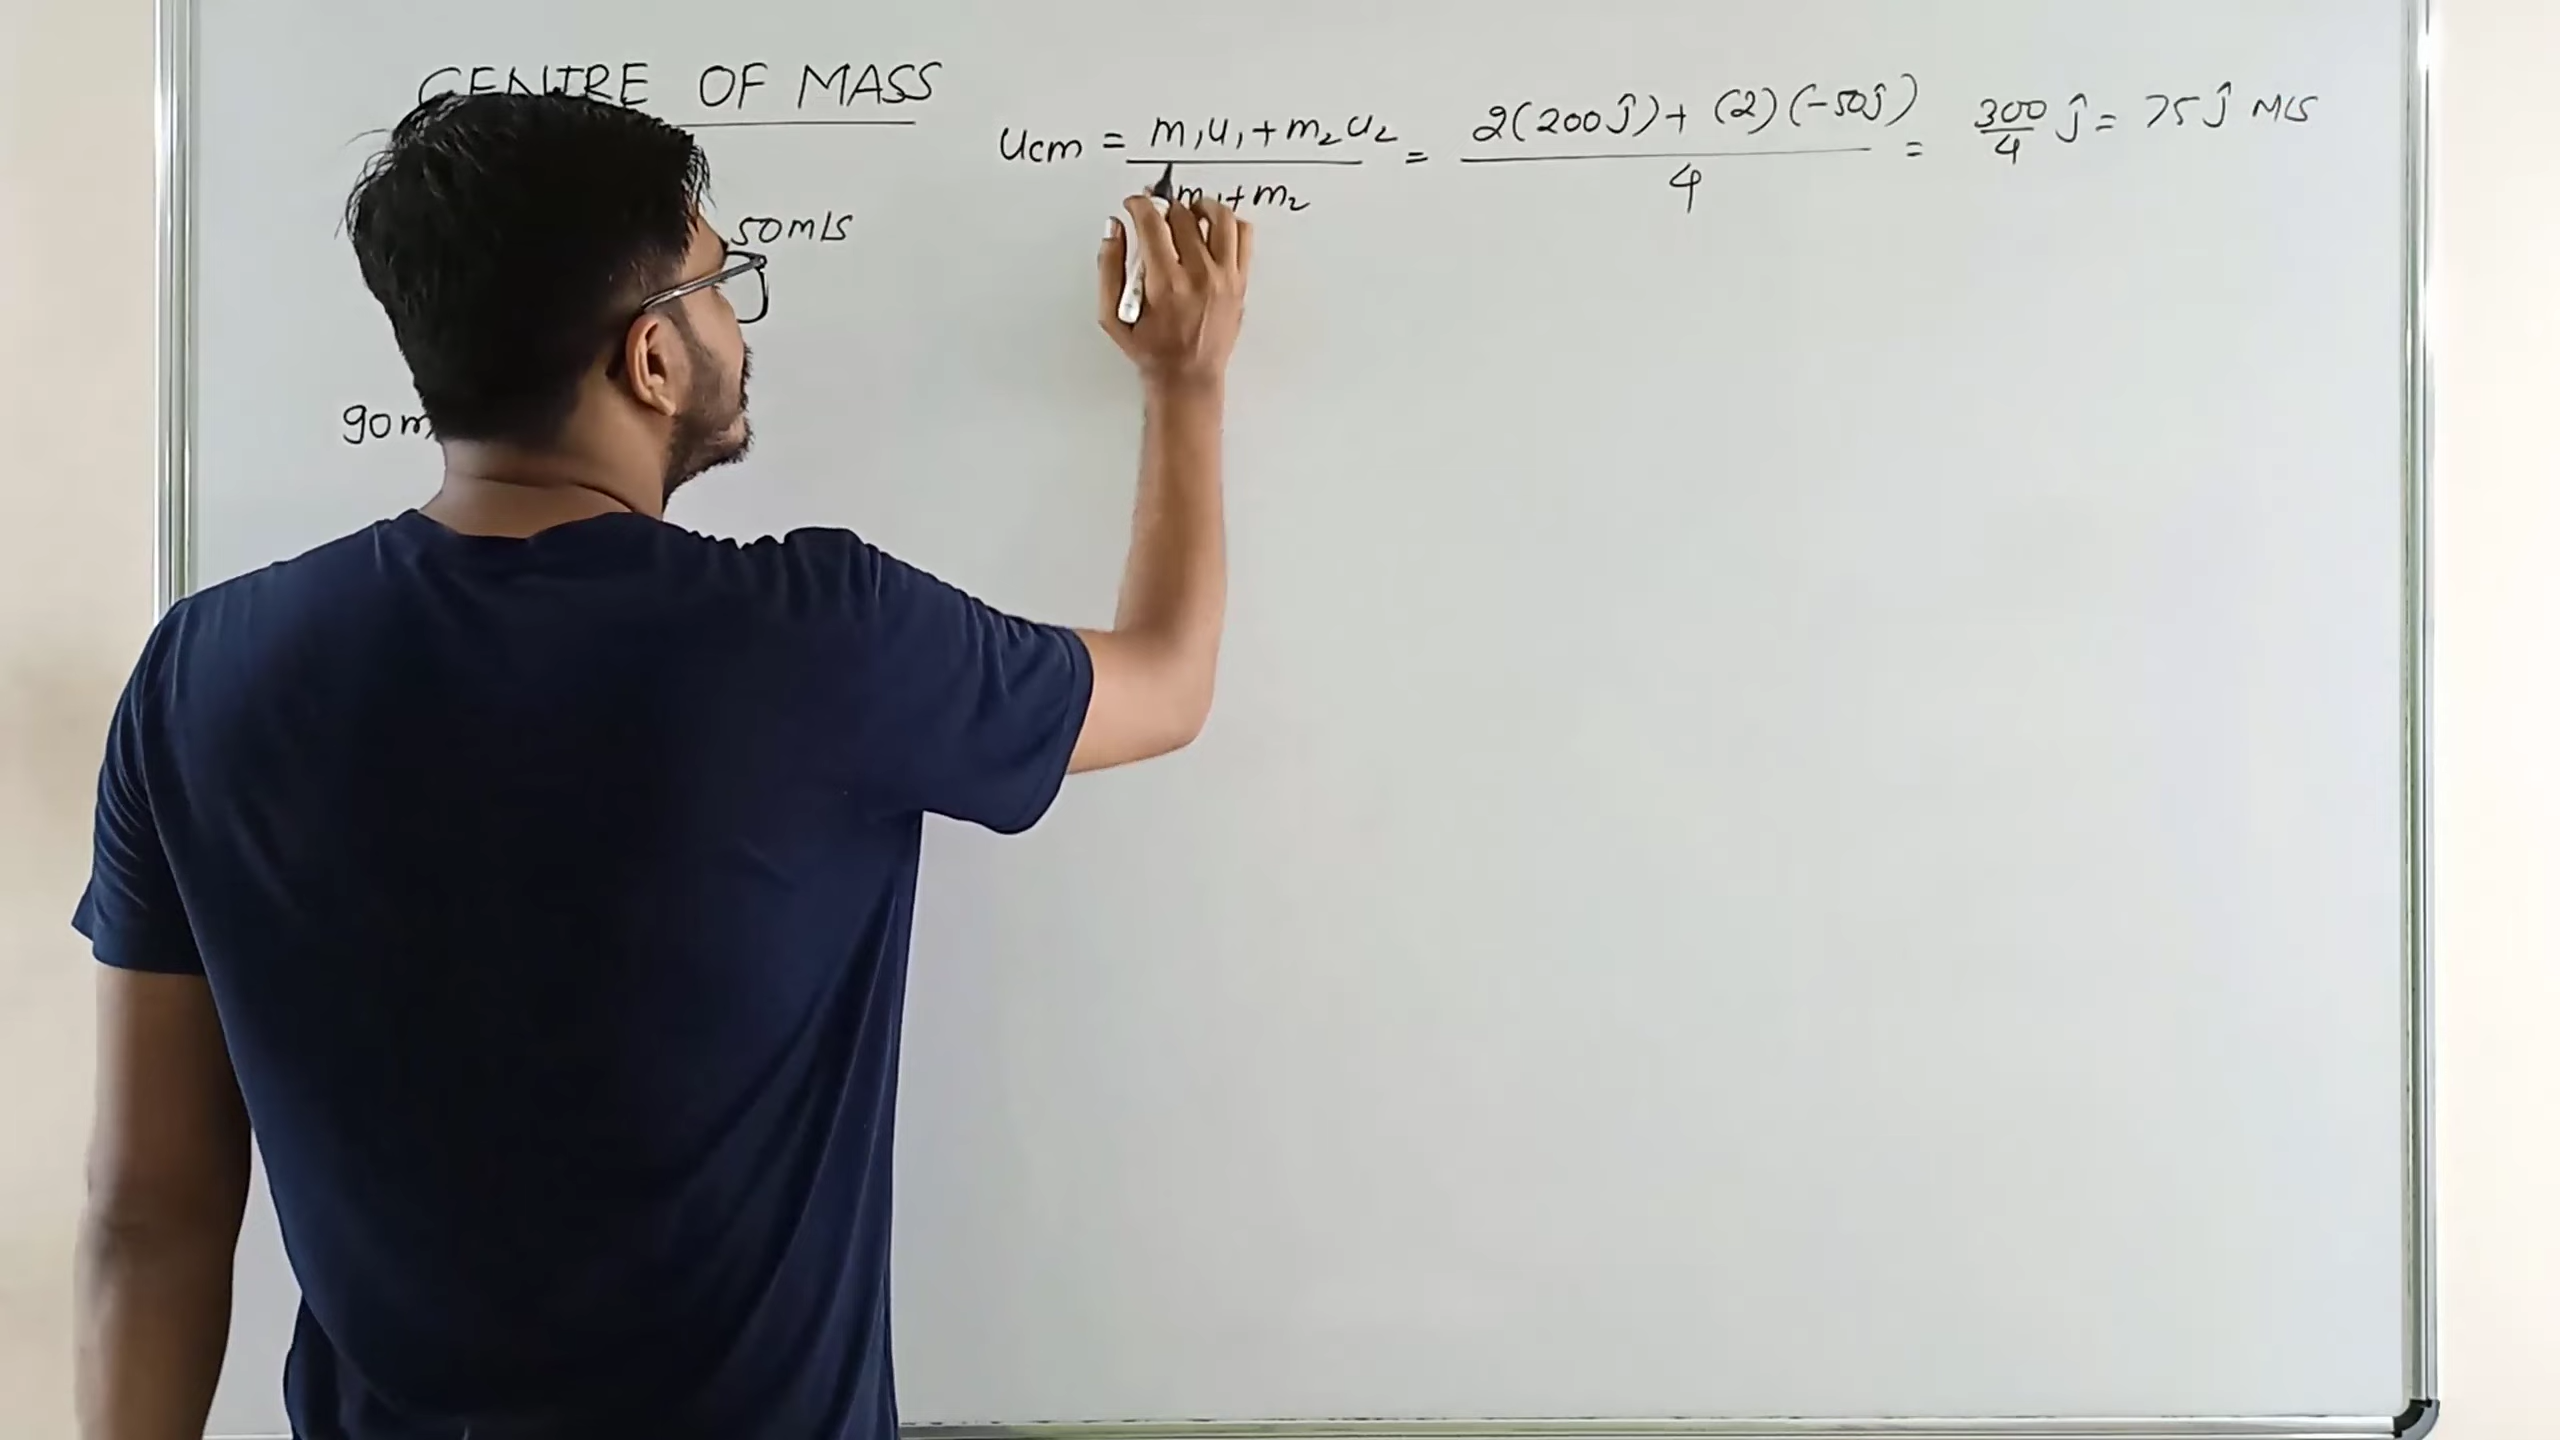 CENTRE OF MASS
ucm = m₁u₁ + m₂u₂ / m₁ + m₂ = 2(200ĵ) + (2)(-50ĵ) / 4 = 300/4 ĵ = 75ĵ M/S
50m/s
90m